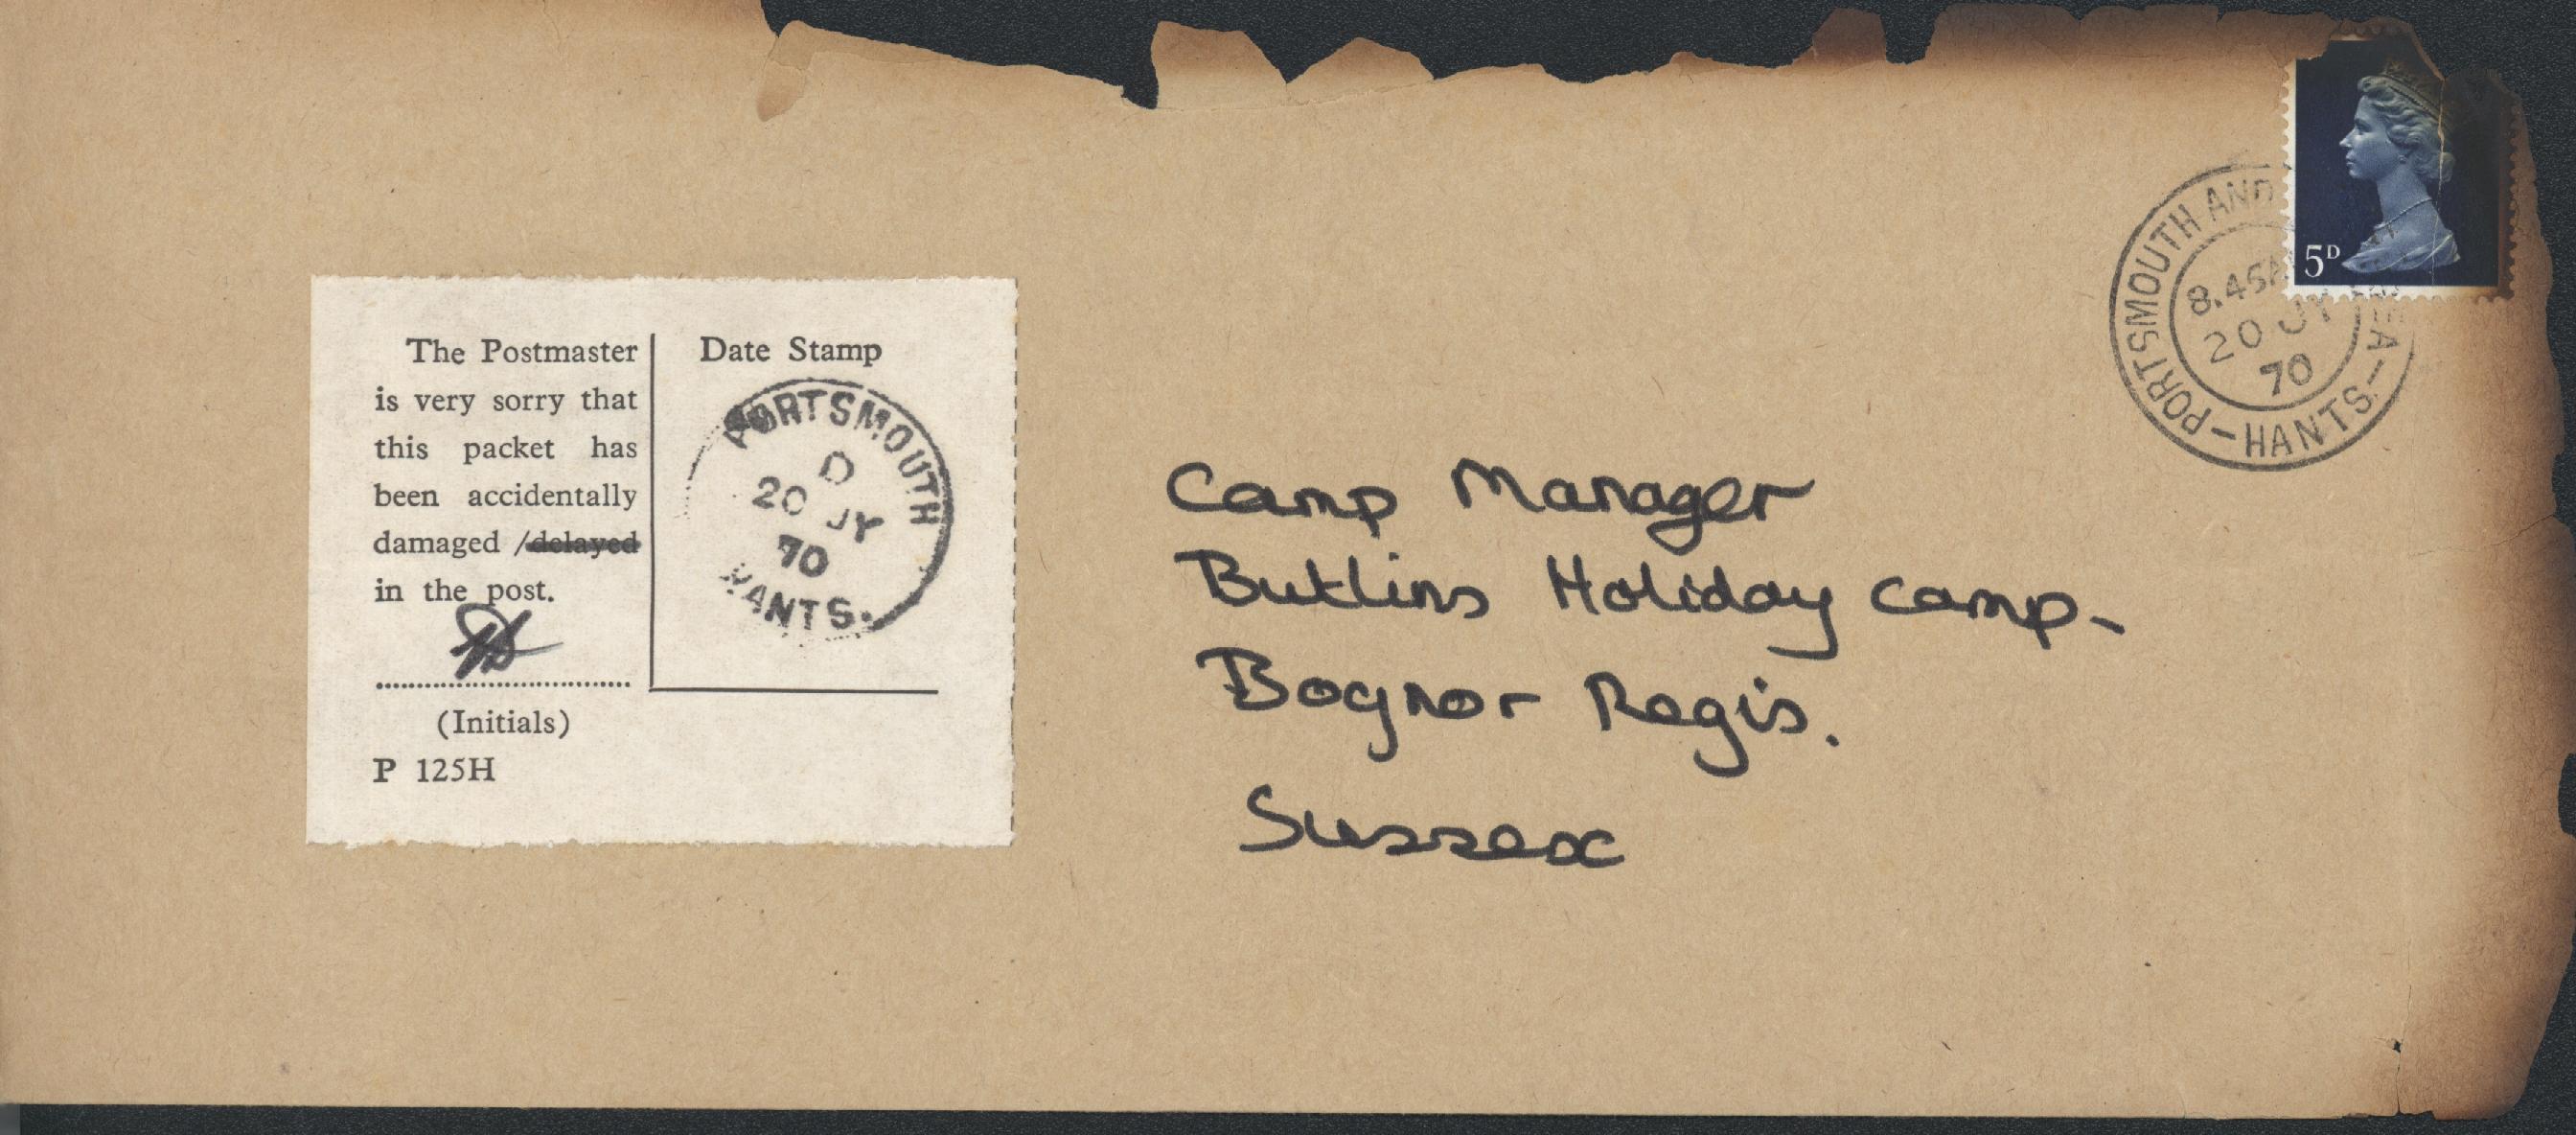 The Postmaster
is very sorry that
this packet has
been accidentally
damaged /delayed
in the post.
(Initials)
P 125H
Date Stamp
PORTSMOUTH
D
20 JY
70
HANTS.
Camp Manager
Butlins Holiday Camp-
Bognor Regis.
Sussex
PORTSMOUTH AND
8.45A
20 JY
70
-HANTS-
5D